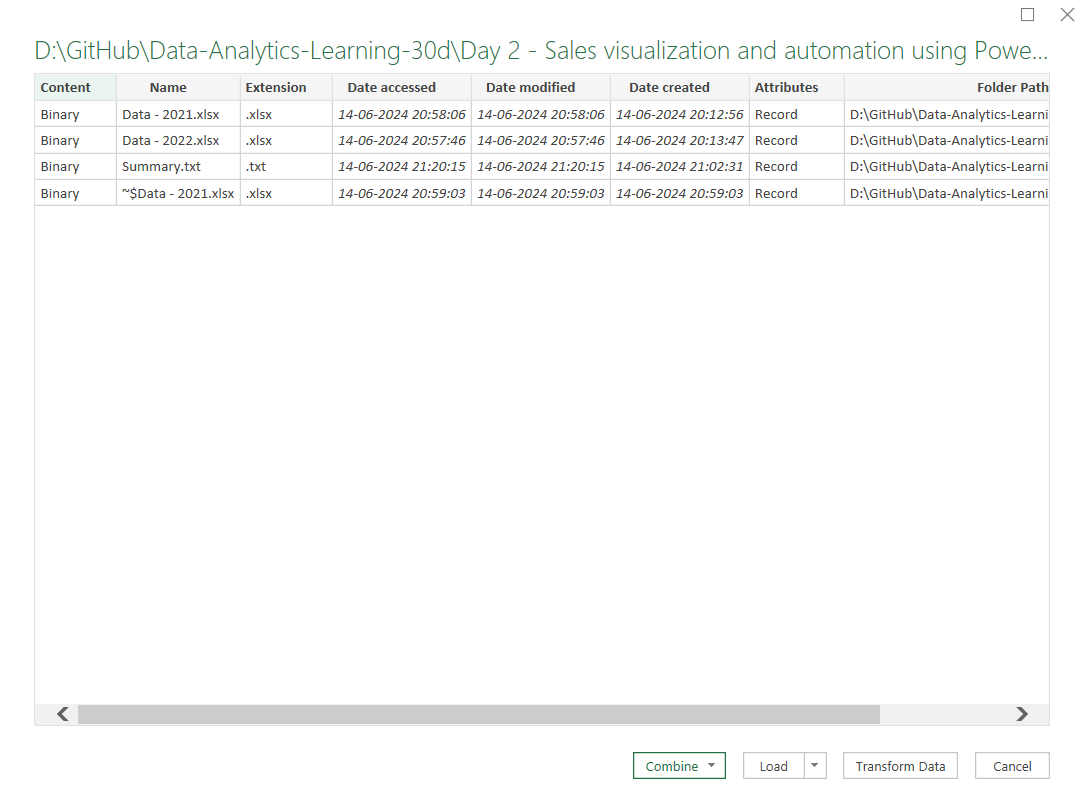 D:\GitHub\Data-Analytics-Learning-30d\Day 2 - Sales visualization and automation using Powe...
Content Name Extension Date accessed Date modified Date created Attributes Folder Path
Binary Data - 2021.xlsx .xlsx 14-06-2024 20:58:06 14-06-2024 20:58:06 14-06-2024 20:12:56 Record D:\GitHub\Data-Analytics-Learni
Binary Data - 2022.xlsx .xlsx 14-06-2024 20:57:46 14-06-2024 20:57:46 14-06-2024 20:13:47 Record D:\GitHub\Data-Analytics-Learni
Binary Summary.txt .txt 14-06-2024 21:20:15 14-06-2024 21:20:15 14-06-2024 21:02:31 Record D:\GitHub\Data-Analytics-Learni
Binary ~$Data - 2021.xlsx .xlsx 14-06-2024 20:59:03 14-06-2024 20:59:03 14-06-2024 20:59:03 Record D:\GitHub\Data-Analytics-Learni
Combine Load Transform Data Cancel